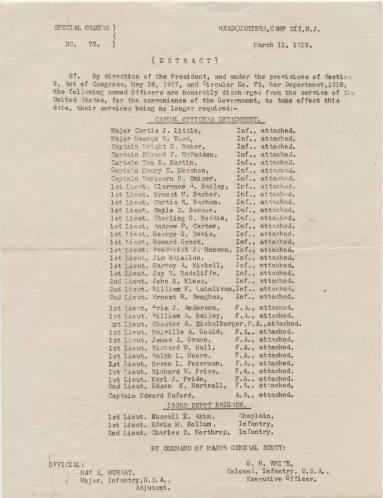 SPECIAL ORDERS ) HEADQUARTERS, CAMP DIX, N.J.
(
NO. 70. ) March 11, 1919.
( E X T R A C T )
57. By direction of the President, and under the provisions of Section
9, Act of Congress, May 18, 1917, and Circular No. 75, War Department, 1918,
the following named Officers are honorably discharged from the service of the
United States, for the convenience of the Government, to take effect this
date, their services being no longer required:-
CASUAL OFFICERS DETACHMENT.
Major Curtis J. Little, Inf., attached.
Major George W. Wood, Inf., attached.
Captain Wright G. Baker, Inf., attached.
Captain Edward F. McFadden, Inf., attached.
Captain Tom R. Martin, Inf., attached.
Captain Henry E. Inf., attached.
Captain H. Inf., attached.
1st Lieut. Clarence A. Bailey, Inf., attached.
1st Lieut. Ernest M. Barber, Inf., attached.
1st Lieut. Curtis R. Barham, Inf., attached.
1st Lieut. Gayle D. Benson, Inf., attached.
1st Lieut. Sterling G. Inf., attached.
1st Lieut. Andrew P. Carter, Inf., attached.
1st Lieut. George G. Davis, Inf., attached.
1st Lieut. Howard Grant, Inf., attached.
1st Lieut. Frederick J. Hansen, Inf., attached.
1st Lieut. Jim Inf., attached.
1st Lieut. Harvey A. Inf., attached.
1st Lieut. Jay V. Radcliffe, Inf., attached.
2nd Lieut. John R. Inf., attached.
2nd Lieut. William F. Quinlivan, Inf., attached.
2nd Lieut. Ernest W. Inf., attached.
1st Lieut. J. Andersen, F.A., attached.
1st Lieut. William A. Bailey, F.A., attached.
1st Lieut. Chester A. Eichelberger, F.A., attached.
1st Lieut. Melville A. Gould, F.A., attached.
1st Lieut. James A. Grace, F.A., attached.
1st Lieut. Richard W. Hall, F.A., attached.
1st Lieut. Ralph L. Moore, F.A., attached.
1st Lieut. Orren L. F.A., attached.
1st Lieut. Richard W. Price, F.A., attached.
1st Lieut. Karl J. Pride, F.A., attached.
2nd Lieut. K. Hartzell, F.A., attached.
Captain Edward Buford, A.S., attached.
153RD DEPOT BRIGADE.
1st Lieut. Russell E. Akin, Chaplain,
1st Lieut. Edwin H. Infantry,
2nd Lieut. Charles D. Northrop, Infantry.
BY COMMAND OF MAJOR GENERAL SCOTT:
OFFICIAL: G. H. WHITE,
MAX E. MURRAY, Colonel, Infantry, U.S.A.,
Major, Infantry, U.S.A., Executive Officer.
Adjutant.